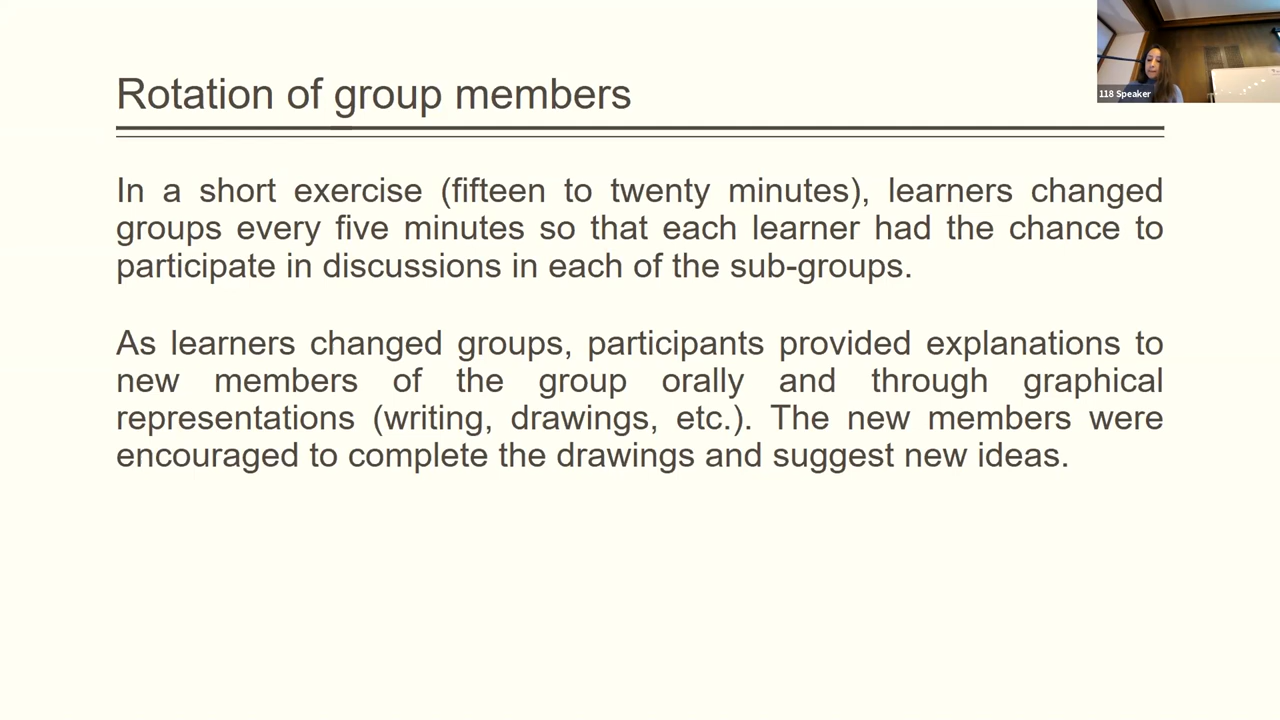 Rotation of group members
118 Speaker
In a short exercise (fifteen to twenty minutes), learners changed
groups every five minutes so that each learner had the chance to
participate in discussions in each of the sub-groups.
As learners changed groups, participants provided explanations to
new members of the group orally and through graphical
representations (writing, drawings, etc.). The new members were
encouraged to complete the drawings and suggest new ideas.